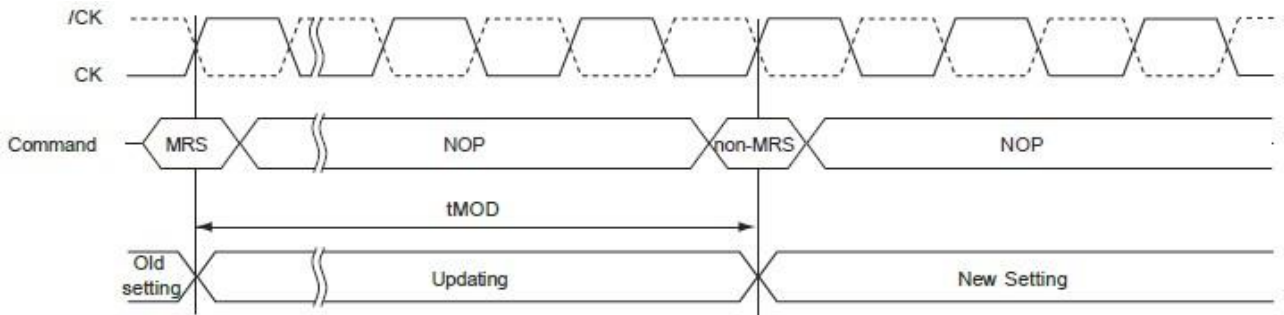 /CK
CK
Command
MRS
NOP
non-MRS
NOP
tMOD
Old
setting
Updating
New Setting